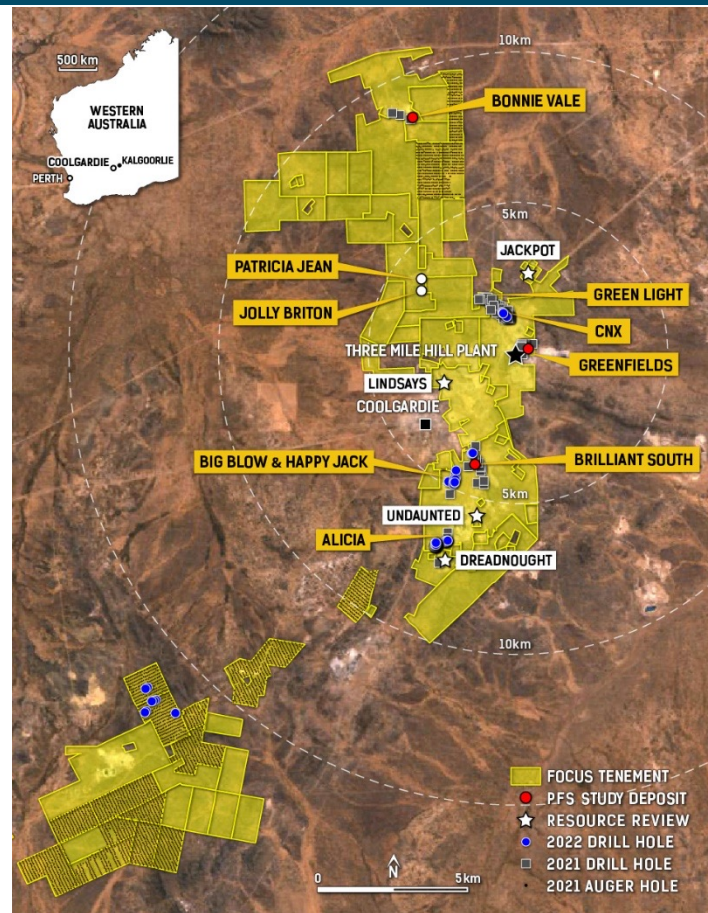 10km
500 km
WESTERN
AUSTRALIA
COOLGARDIE
KALGOORLIE
PERTH
BONNIE VALE
5km
JACKPOT
PATRICIA JEAN
GREEN LIGHT
JOLLY BRITON
CNX
THREE MILE HILL PLANT
GREENFIELDS
LINDSAYS
COOLGARDIE
BIG BLOW & HAPPY JACK
BRILLIANT SOUTH
5km
UNDAUNTED
ALICIA
DREADNOUGHT
10km
FOCUS TENEMENT
PFS STUDY DEPOSIT
RESOURCE REVIEW
2022 DRILL HOLE
2021 DRILL HOLE
2021 AUGER HOLE
N
0 5km